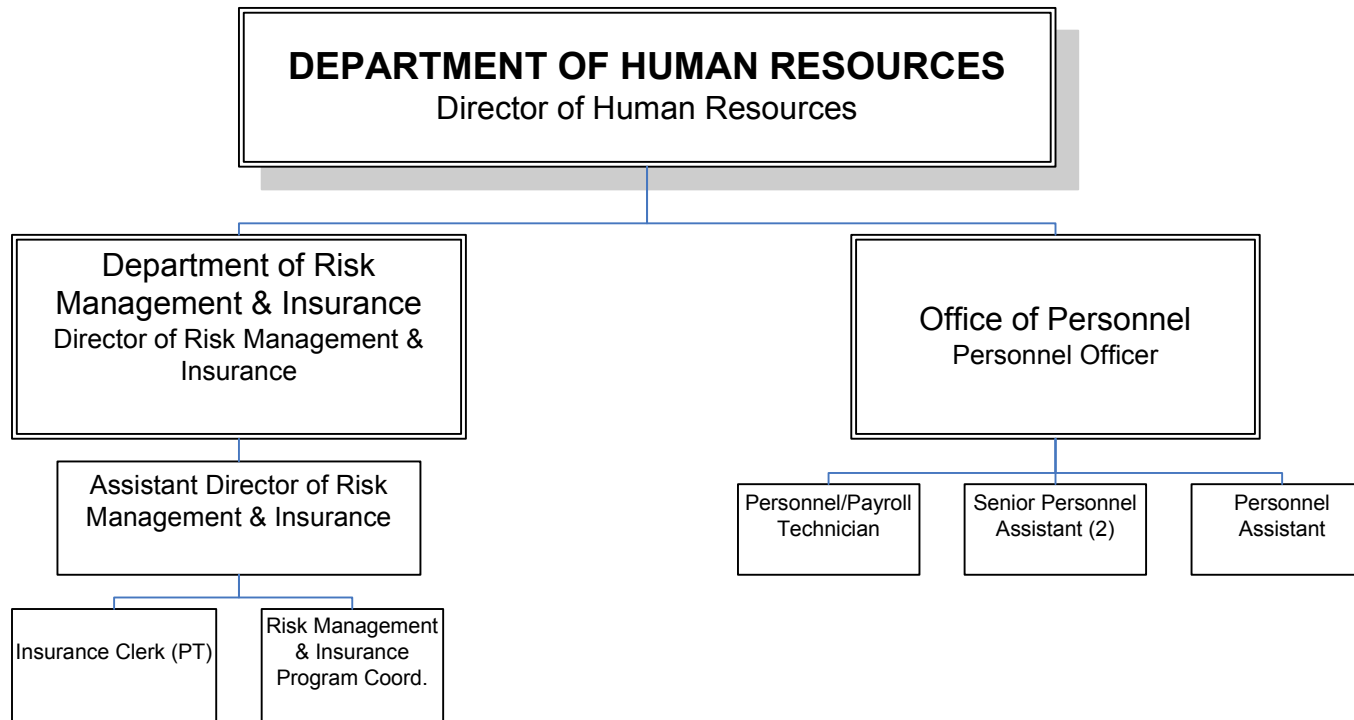 DEPARTMENT OF HUMAN RESOURCES
Director of Human Resources
Department of Risk
Management & Insurance
Director of Risk Management &
Insurance
Office of Personnel
Personnel Officer
Assistant Director of Risk
Management & Insurance
Personnel/Payroll
Technician
Senior Personnel
Assistant (2)
Personnel
Assistant
Insurance Clerk (PT)
Risk Management
& Insurance
Program Coord.